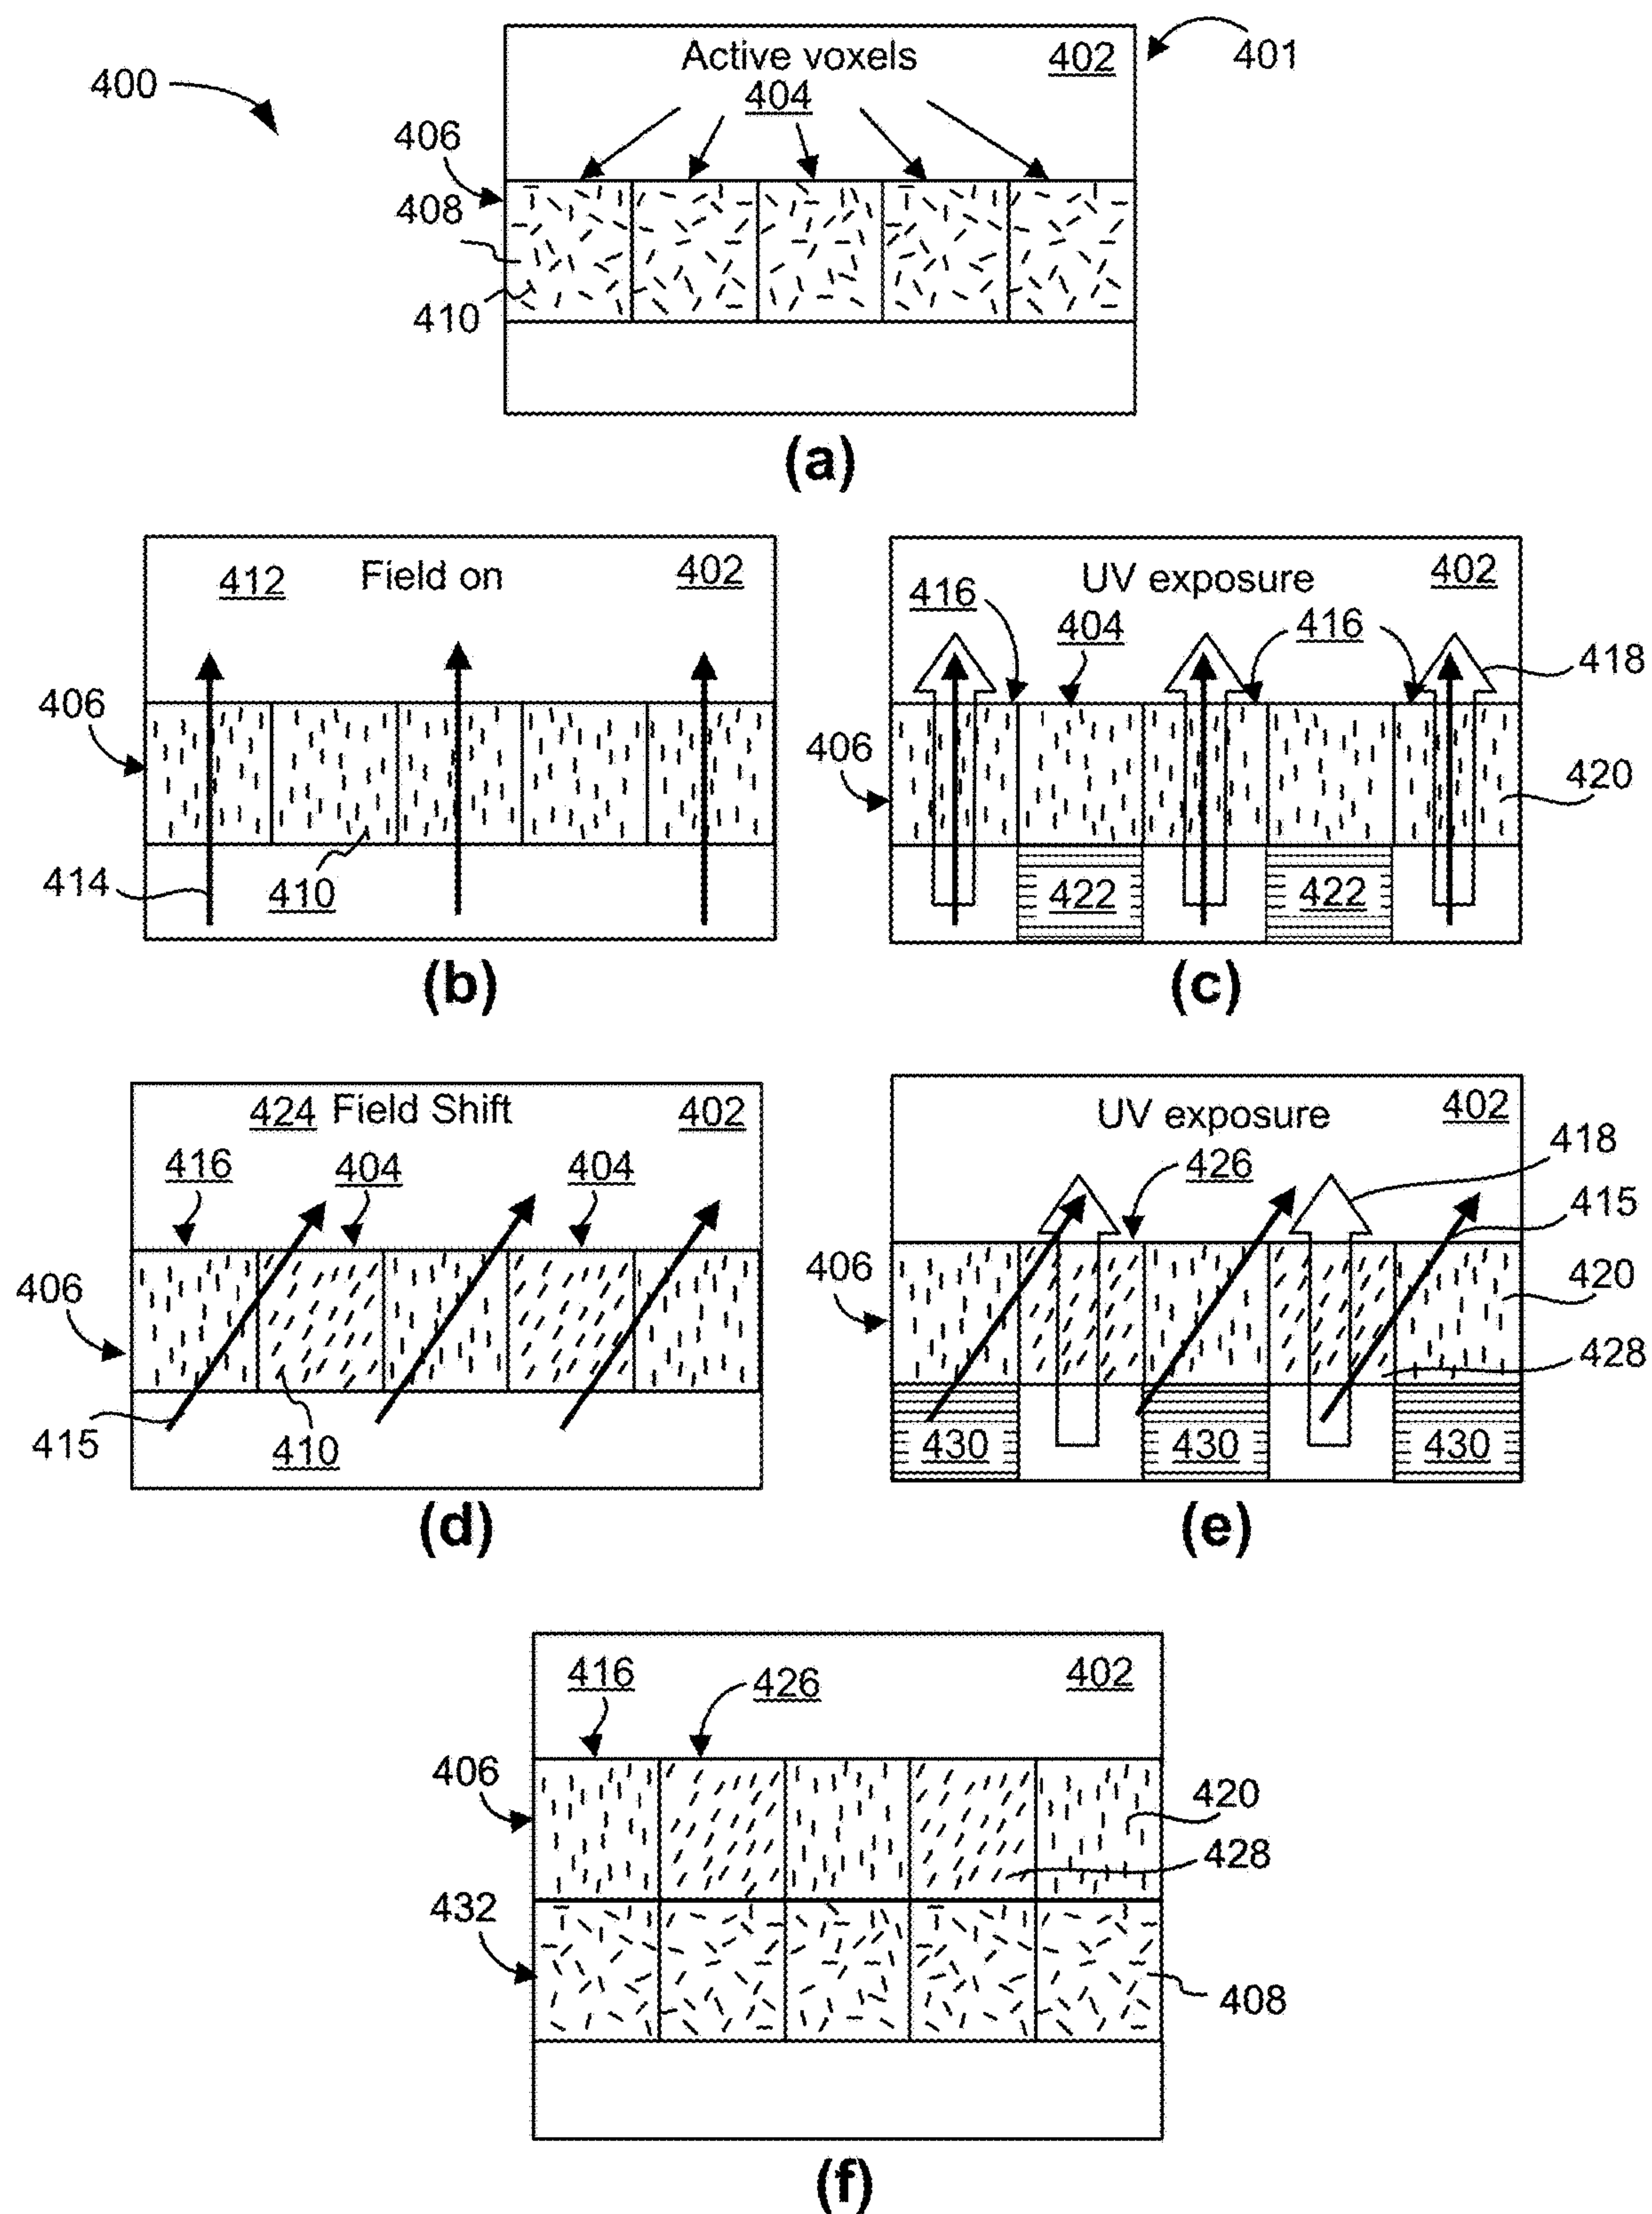 Active voxels 402 401
400 404
406
408
410
(a)
412 Field on 402
406
414 410
(b)
UV exposure 402
416 404 416 418
406 420
422 422
(c)
424 Field Shift 402
416 404 404
406
415 410
(d)
UV exposure 402
426 418
415
406 420
428
430 430 430
(e)
416 426 402
406 420
428
432
408
(f)